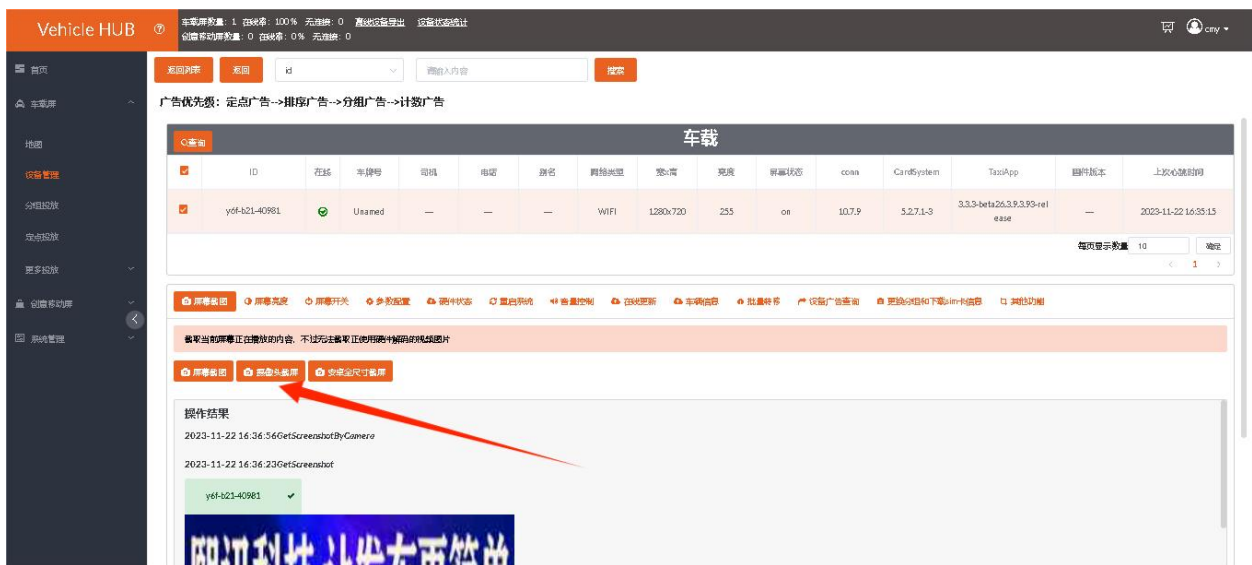 Vehicle HUB
车载屏数量: 1 在线率: 100% 无连接: 0 离线设备导出 设备状态统计
创意移动屏数量: 0 在线率: 0% 无连接: 0
cmy
首页
车载屏
地图
设备管理
分组投放
定点投放
更多投放
创意移动屏
系统管理
返回列表 返回 id 请输入内容 搜索
广告优先级: 定点广告-->排序广告-->分组广告-->计数广告
查询 车载
ID 在线 车牌号 司机 电话 别名 网络类型 宽x高 亮度 屏幕状态 conn CardSystem TaxiApp 固件版本 上次心跳时间
y6f-b21-40981 Unamed — — — WIFI 1280x720 255 on 10.7.9 5.2.7.1-3 3.3.3-beta26.3.9.3.93-rel
ease — 2023-11-22 16:35:15
每页显示数量 10 确定
< 1 >
屏幕截图 屏幕亮度 屏幕开关 参数配置 硬件状态 重启系统 音量控制 在线更新 车辆信息 批量转移 设备广告查询 更换分组和下载sim卡信息 其他功能
截取当前屏幕正在播放的内容, 不过无法截取正使用硬件解码的视频图片
屏幕截图 摄像头截屏 安卓全尺寸截屏
操作结果
2023-11-22 16:36:56GetScreenshotByCamera
2023-11-22 16:36:23GetScreenshot
y6f-b21-40981
熙讯科技 让发布更简单